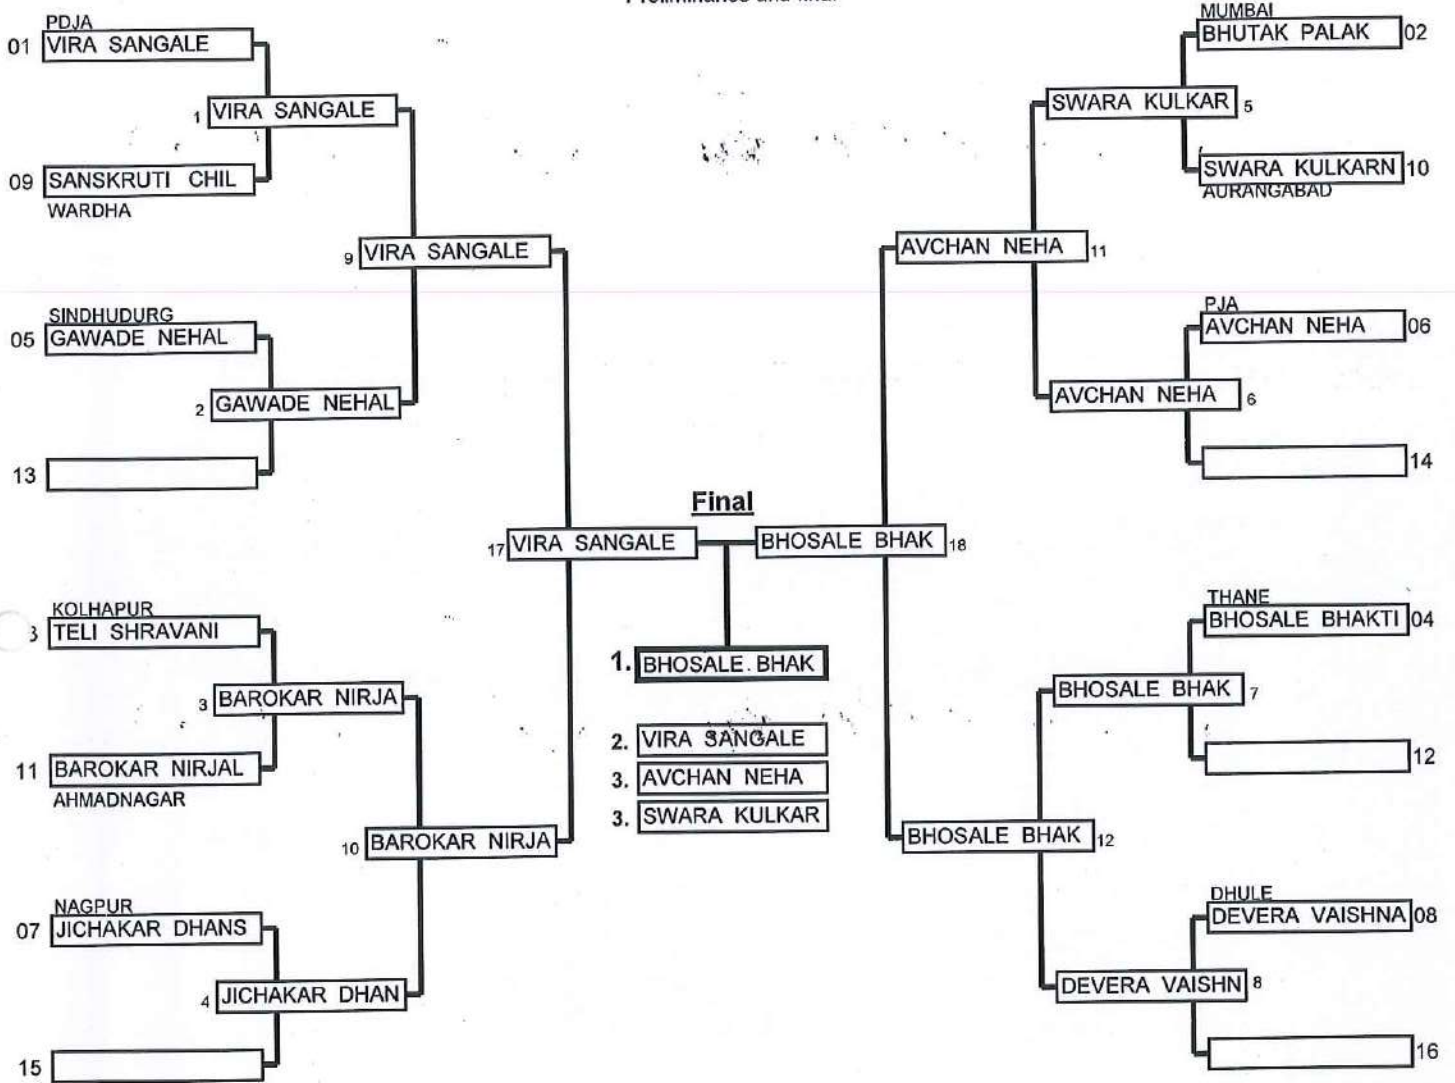 Preliminaries and final
PDJA
01 VIRA SANGALE
1 VIRA SANGALE
09 SANSKRUTI CHIL
WARDHA
9 VIRA SANGALE
SINDHUDURG
05 GAWADE NEHAL
2 GAWADE NEHAL
13
17 VIRA SANGALE
KOLHAPUR
3 TELI SHRAVANI
3 BAROKAR NIRJA
11 BAROKAR NIRJAL
AHMADNAGAR
10 BAROKAR NIRJA
NAGPUR
07 JICHAKAR DHANS
4 JICHAKAR DHAN
15
Final
1. BHOSALE BHAK
2. VIRA SANGALE
3. AVCHAN NEHA
3. SWARA KULKAR
MUMBAI
BHUTAK PALAK 02
SWARA KULKAR 5
SWARA KULKARN 10
AURANGABAD
AVCHAN NEHA 11
PJA
AVCHAN NEHA 06
AVCHAN NEHA 6
14
BHOSALE BHAK 18
THANE
BHOSALE BHAKTI 04
BHOSALE BHAK 7
12
BHOSALE BHAK 12
DHULE
DEVERA VAISHNA 08
DEVERA VAISHN 8
16